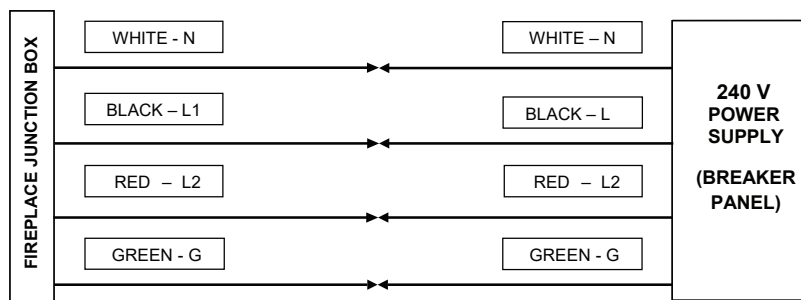 FIREPLACE JUNCTION BOX
WHITE - N
WHITE – N
BLACK – L1
BLACK – L
RED – L2
RED – L2
GREEN - G
GREEN - G
240 V
POWER
SUPPLY
(BREAKER
PANEL)